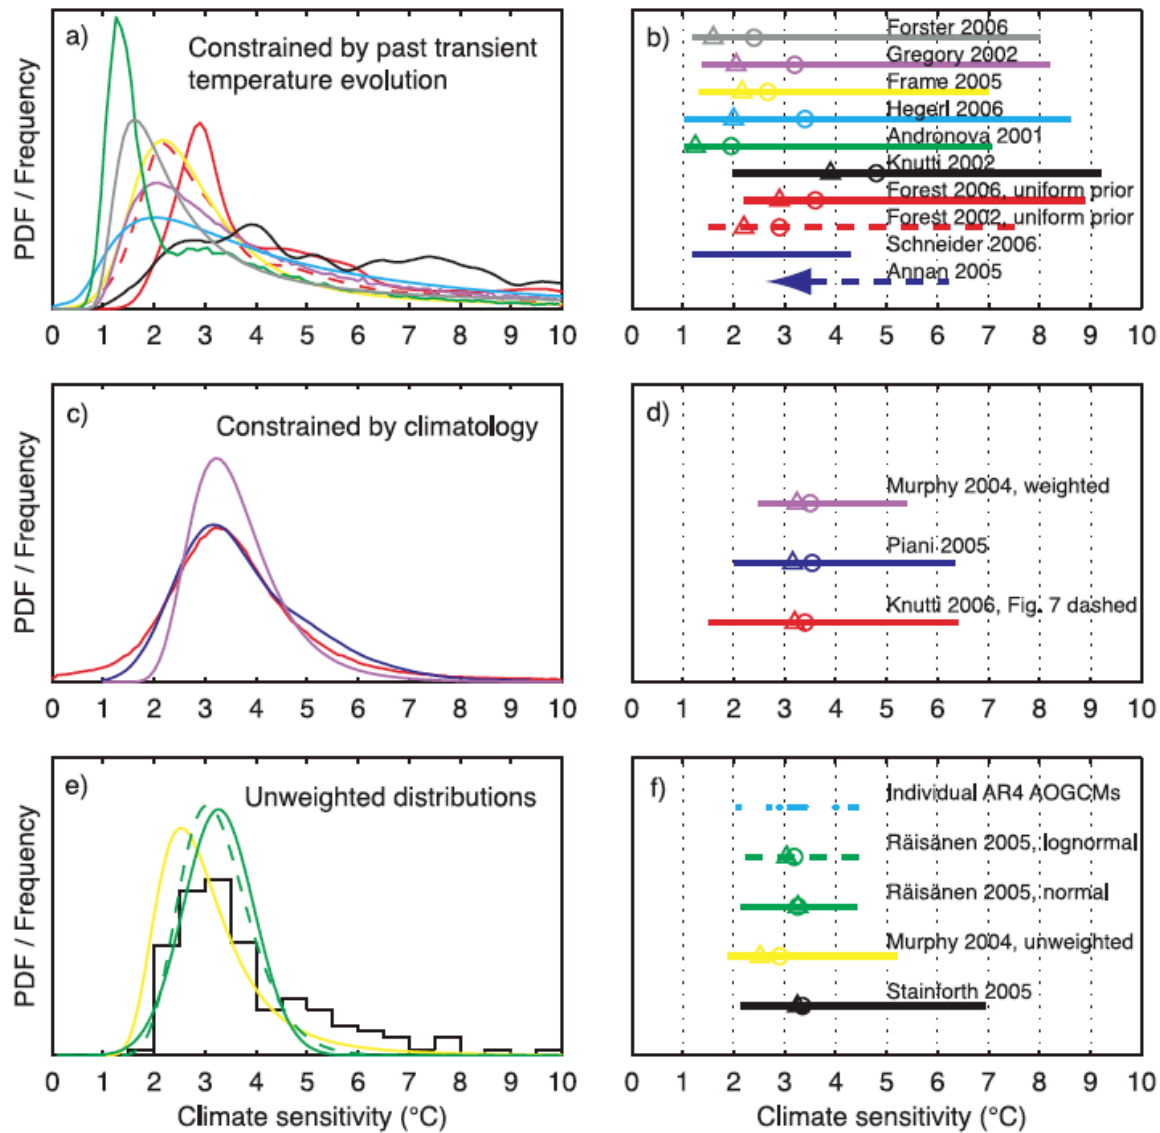 a)
Constrained by past transient
temperature evolution
PDF / Frequency
0 1 2 3 4 5 6 7 8 9 10
b)
Forster 2006
Gregory 2002
Frame 2005
Hegerl 2006
Andronova 2001
Knutti 2002
Forest 2006, uniform prior
Forest 2002, uniform prior
Schneider 2006
Annan 2005
0 1 2 3 4 5 6 7 8 9 10
c)
Constrained by climatology
PDF / Frequency
0 1 2 3 4 5 6 7 8 9 10
d)
Murphy 2004, weighted
Piani 2005
Knutti 2006, Fig. 7 dashed
0 1 2 3 4 5 6 7 8 9 10
e)
Unweighted distributions
PDF / Frequency
0 1 2 3 4 5 6 7 8 9 10
Climate sensitivity (°C)
f)
Individual AR4 AOGCMs
Räisänen 2005, lognormal
Räisänen 2005, normal
Murphy 2004, unweighted
Stainforth 2005
0 1 2 3 4 5 6 7 8 9 10
Climate sensitivity (°C)